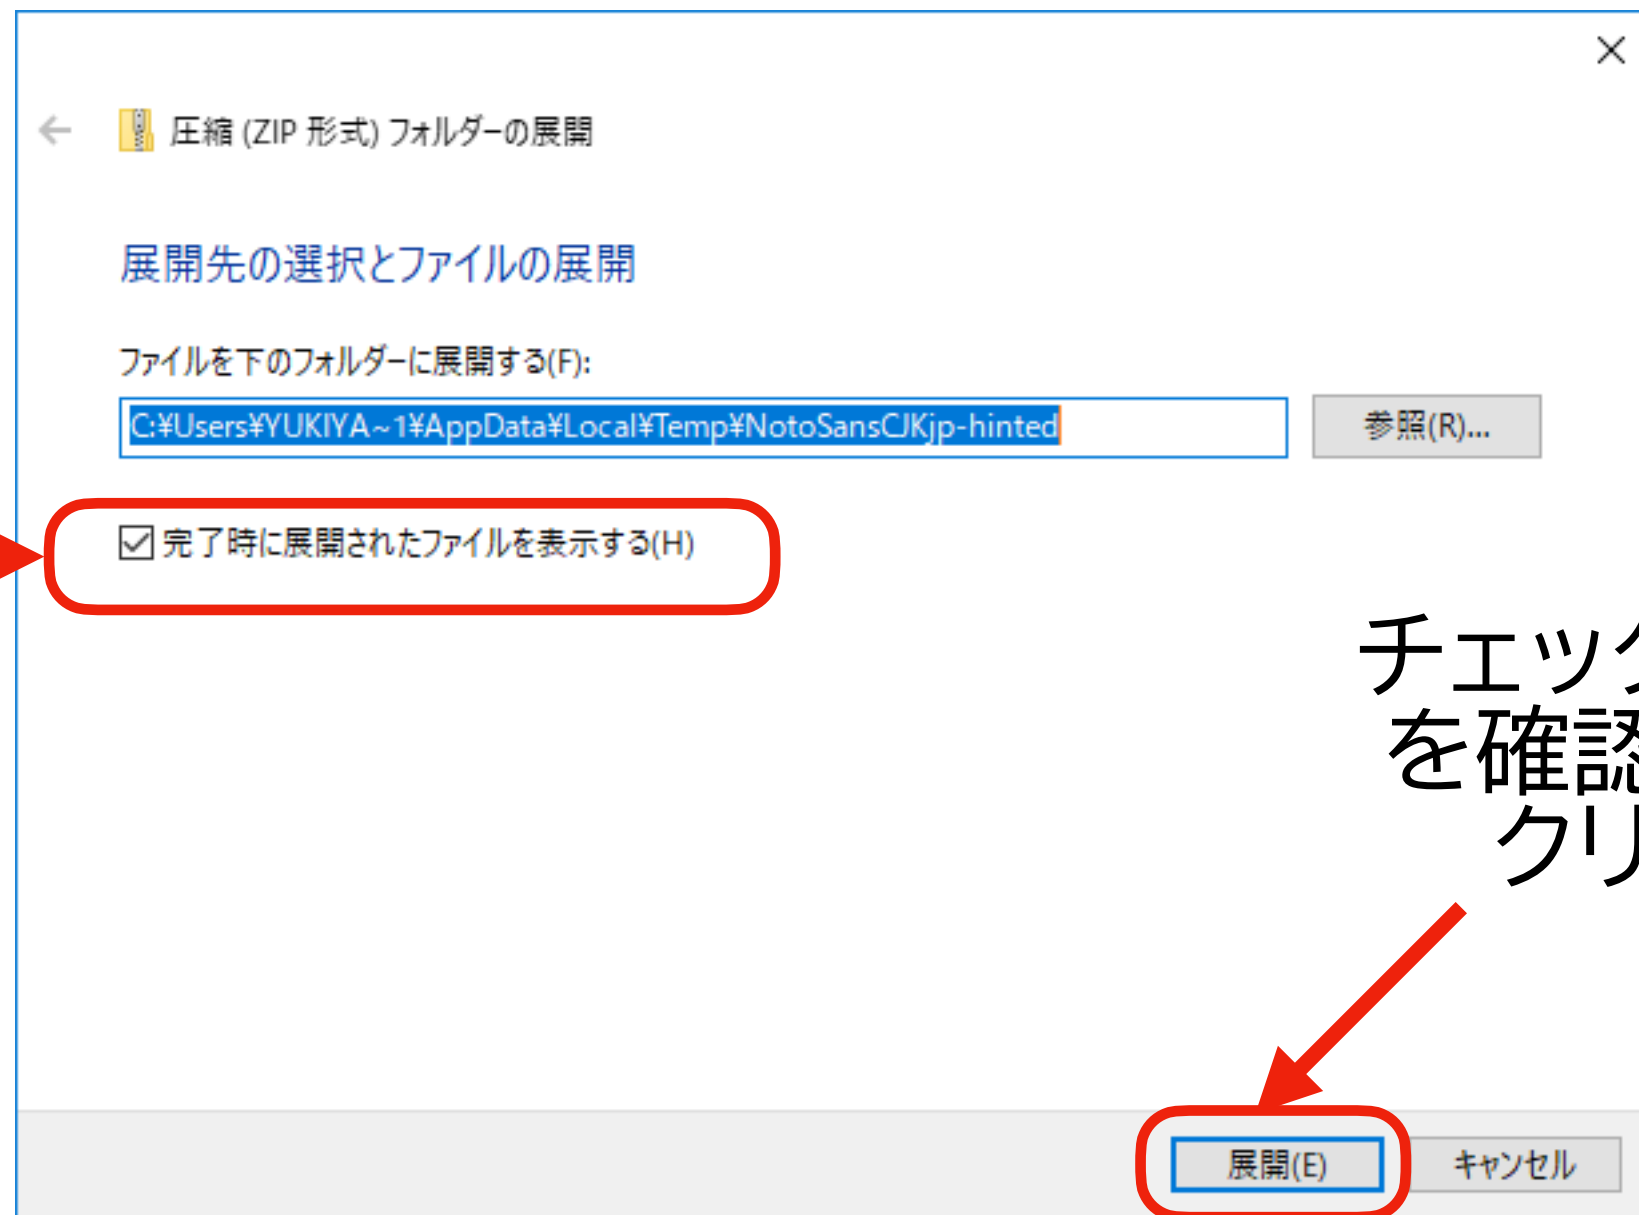 圧縮 (ZIP 形式) フォルダーの展開
展開先の選択とファイルの展開
ファイルを下のフォルダーに展開する(F):
C:¥Users¥YUKIYA~1¥AppData¥Local¥Temp¥NotoSansCJKjp-hinted
参照(R)...
完了時に展開されたファイルを表示する(H)
チェック
を確認
クリ
展開(E)
キャンセル